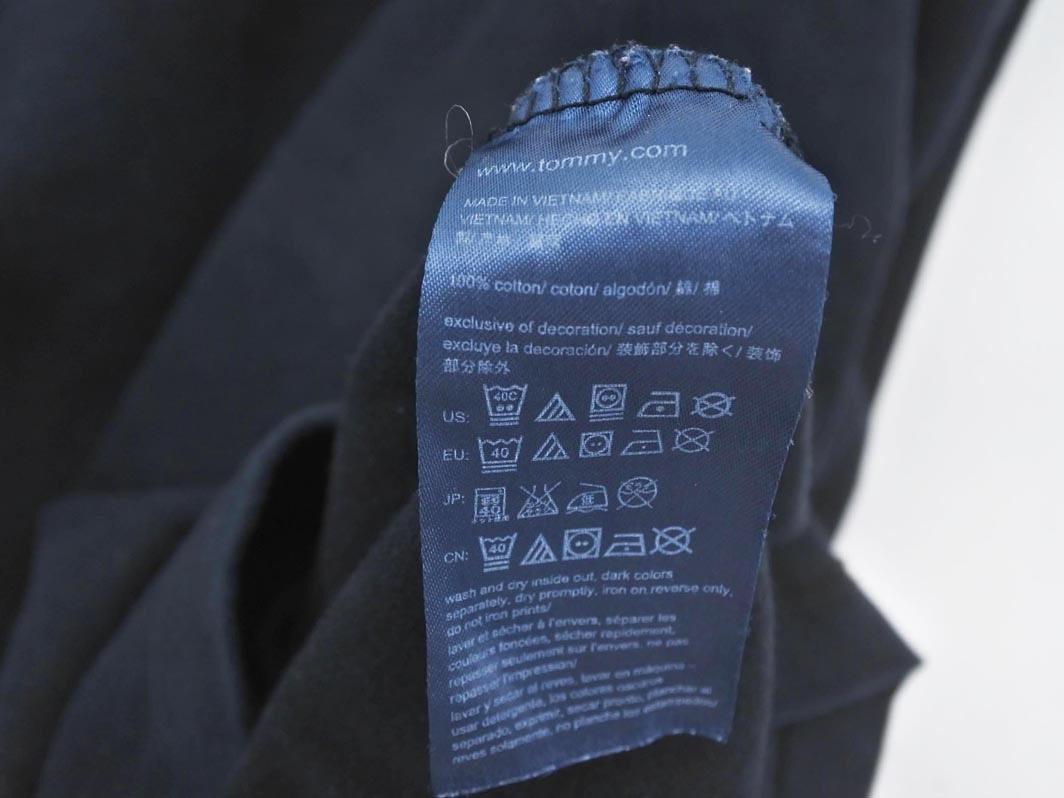 www.tommy.com
MADE IN VIETNAM/
VIETNAM/ HECHO EN VIETNAM/ ベトナム
100% cotton/ coton/ algodón/ 綿/ 棉
exclusive of decoration/ sauf décoration/
excluye la decoración/ 装飾部分を除く/ 装饰
部分除外
US: 40C
EU: 40
JP: 40 低
CN: 40
wash and dry inside out, dark colors
separately, dry promptly, iron on reverse only,
do not iron prints/
laver et sécher à l'envers, séparer les
couleurs foncées, sécher rapidement,
repasser seulement sur l'envers, ne pas
repasser l'impression/
lavar y secar al reves, lavar en máquina –
usar detergente, los colores oscuros
separado, exprimir, secar pronto, planchar al
reves solamente, no planche los estampados/